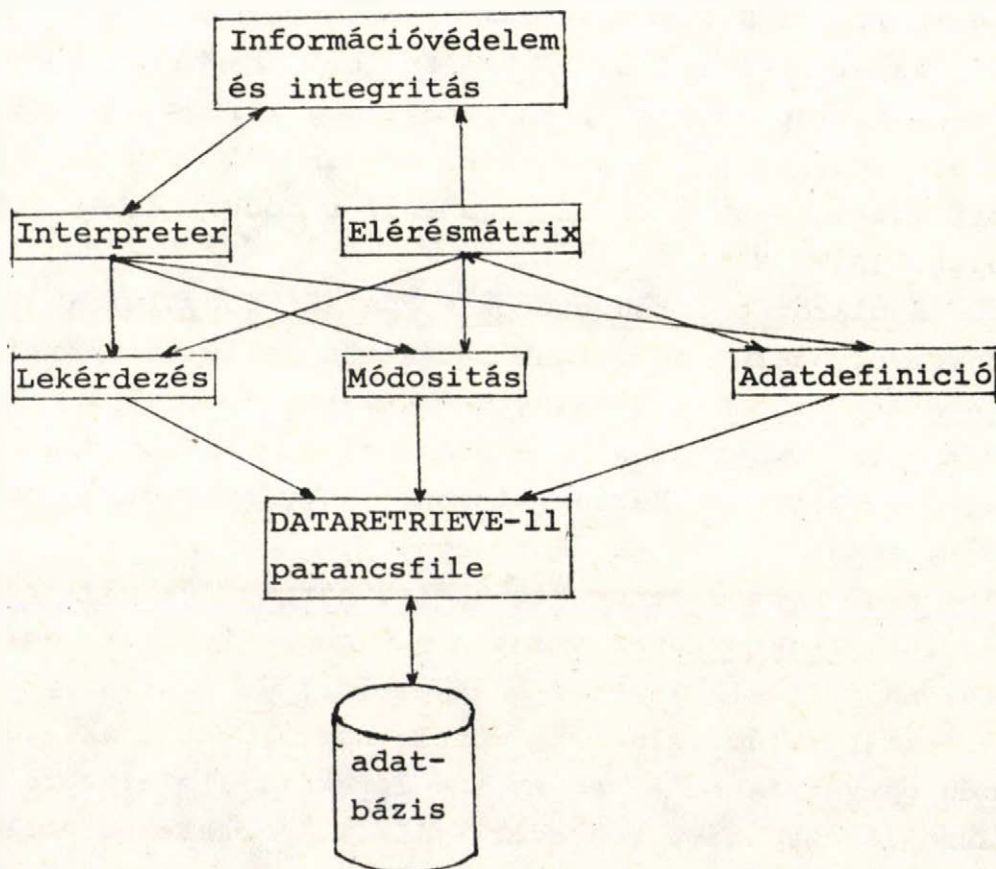 Információvédelem
és integritás
Interpreter
Elérésmátrix
Lekérdezés
Módositás
Adatdefinició
DATARETRIEVE-11
parancsfile
adat-
bázis